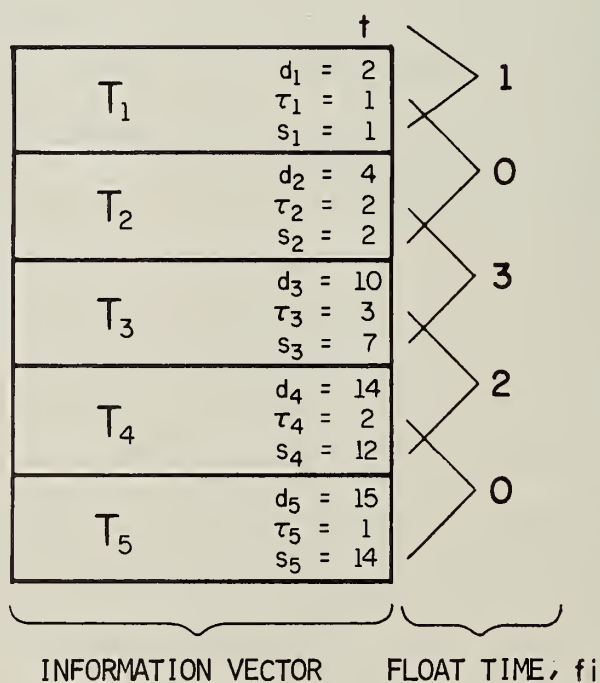 t
T₁ d₁ = 2 1
τ₁ = 1
s₁ = 1
T₂ d₂ = 4 0
τ₂ = 2
s₂ = 2
T₃ d₃ = 10 3
τ₃ = 3
s₃ = 7
T₄ d₄ = 14 2
τ₄ = 2
s₄ = 12
T₅ d₅ = 15 0
τ₅ = 1
s₅ = 14
INFORMATION VECTOR FLOAT TIME, fi